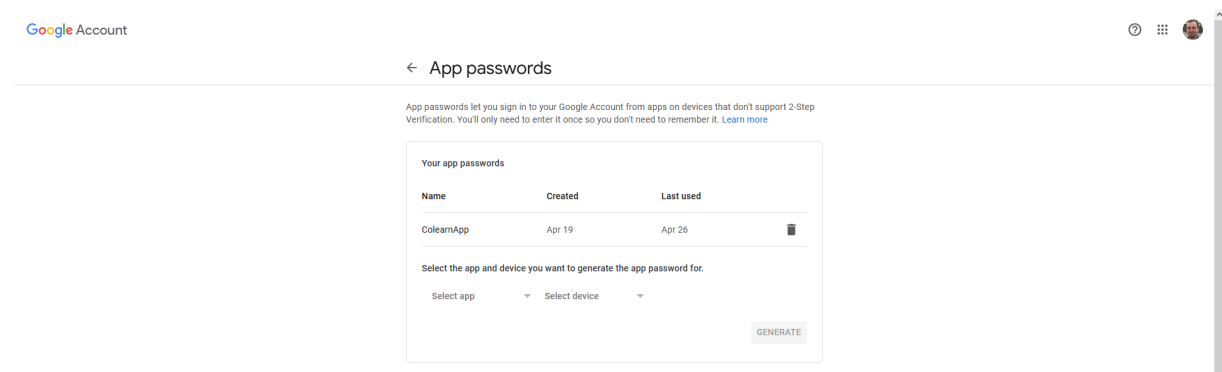 Google Account
App passwords
App passwords let you sign in to your Google Account from apps on devices that don't support 2-Step
Verification. You'll only need to enter it once so you don't need to remember it. Learn more
Your app passwords
Name Created Last used
ColearnApp Apr 19 Apr 26
Select the app and device you want to generate the app password for.
Select app Select device
GENERATE